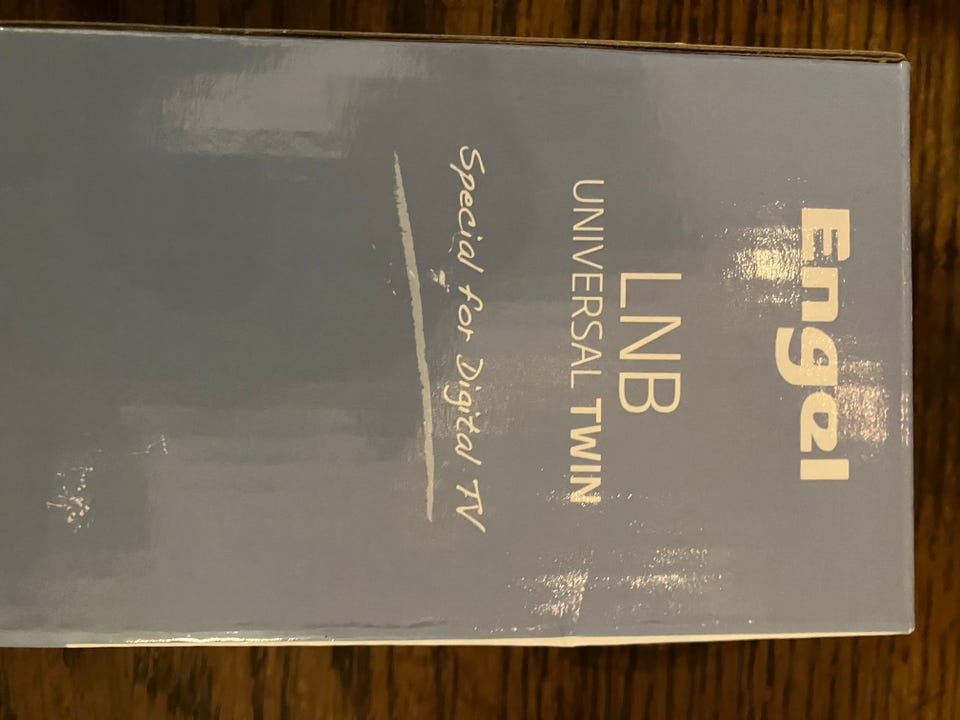 Engel
LNB
UNIVERSAL TWIN
Special for Digital TV